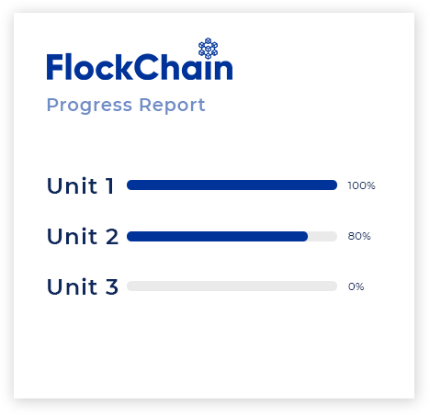 FlockChain
Progress Report
Unit 1 100%
Unit 2 80%
Unit 3 0%